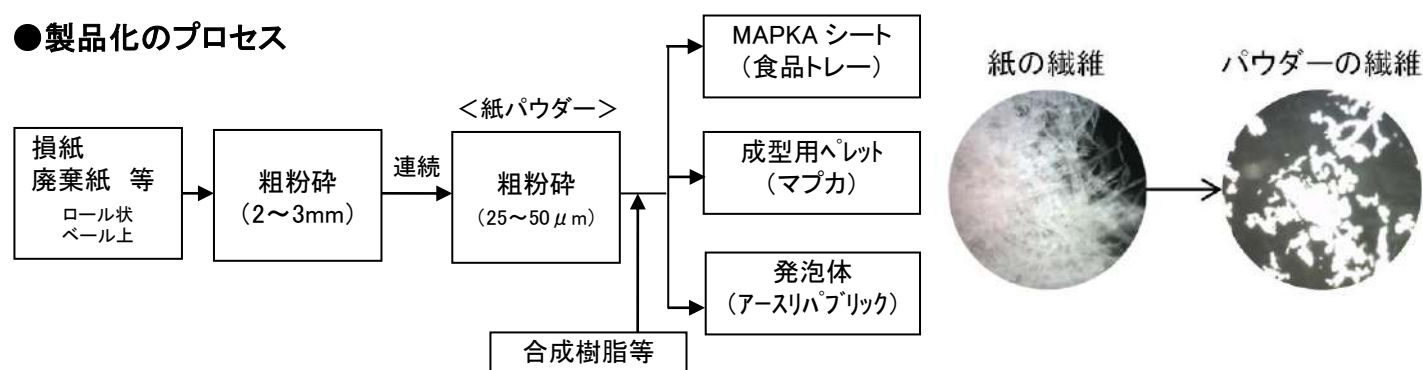 ●製品化のプロセス
損紙
廃棄紙 等
ロール状
ベール上
粗粉砕
(2～3mm)
連続
＜紙パウダー＞
粗粉砕
(25～50μm)
合成樹脂等
MAPKA シート
(食品トレー)
成型用ﾍﾟﾚｯﾄ
(マプカ)
発泡体
(アースﾘﾊﾟﾌﾞﾘｯｸ)
紙の繊維
パウダーの繊維